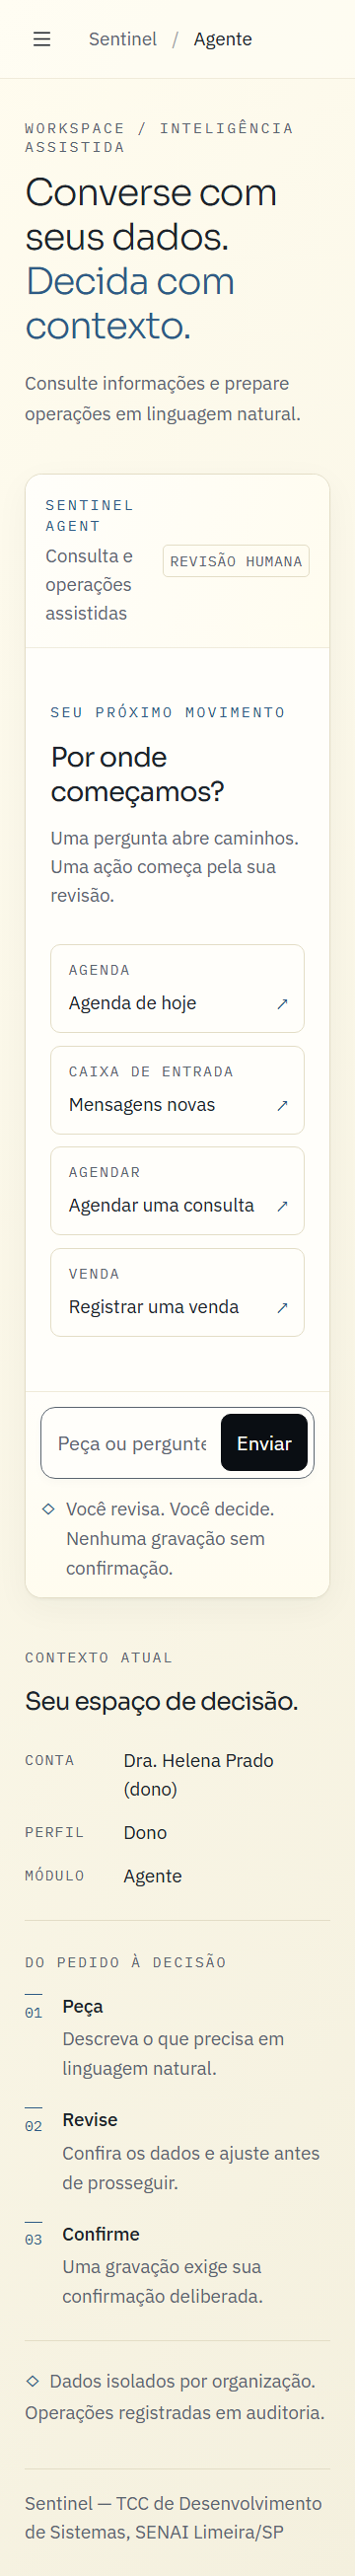 Sentinel / Agente
WORKSPACE / INTELIGÊNCIA
ASSISTIDA
Converse com
seus dados.
Decida com
contexto.
Consulte informações e prepare
operações em linguagem natural.
SENTINEL
AGENT
Consulta e
operações
assistidas
REVISÃO HUMANA
SEU PRÓXIMO MOVIMENTO
Por onde
começamos?
Uma pergunta abre caminhos.
Uma ação começa pela sua
revisão.
AGENDA
Agenda de hoje ↗
CAIXA DE ENTRADA
Mensagens novas ↗
AGENDAR
Agendar uma consulta ↗
VENDA
Registrar uma venda ↗
Peça ou pergunte Enviar
Você revisa. Você decide.
Nenhuma gravação sem
confirmação.
CONTEXTO ATUAL
Seu espaço de decisão.
CONTA Dra. Helena Prado
(dono)
PERFIL Dono
MÓDULO Agente
DO PEDIDO À DECISÃO
01 Peça
Descreva o que precisa em
linguagem natural.
02 Revise
Confira os dados e ajuste antes
de prosseguir.
03 Confirme
Uma gravação exige sua
confirmação deliberada.
Dados isolados por organização.
Operações registradas em auditoria.
Sentinel — TCC de Desenvolvimento
de Sistemas, SENAI Limeira/SP